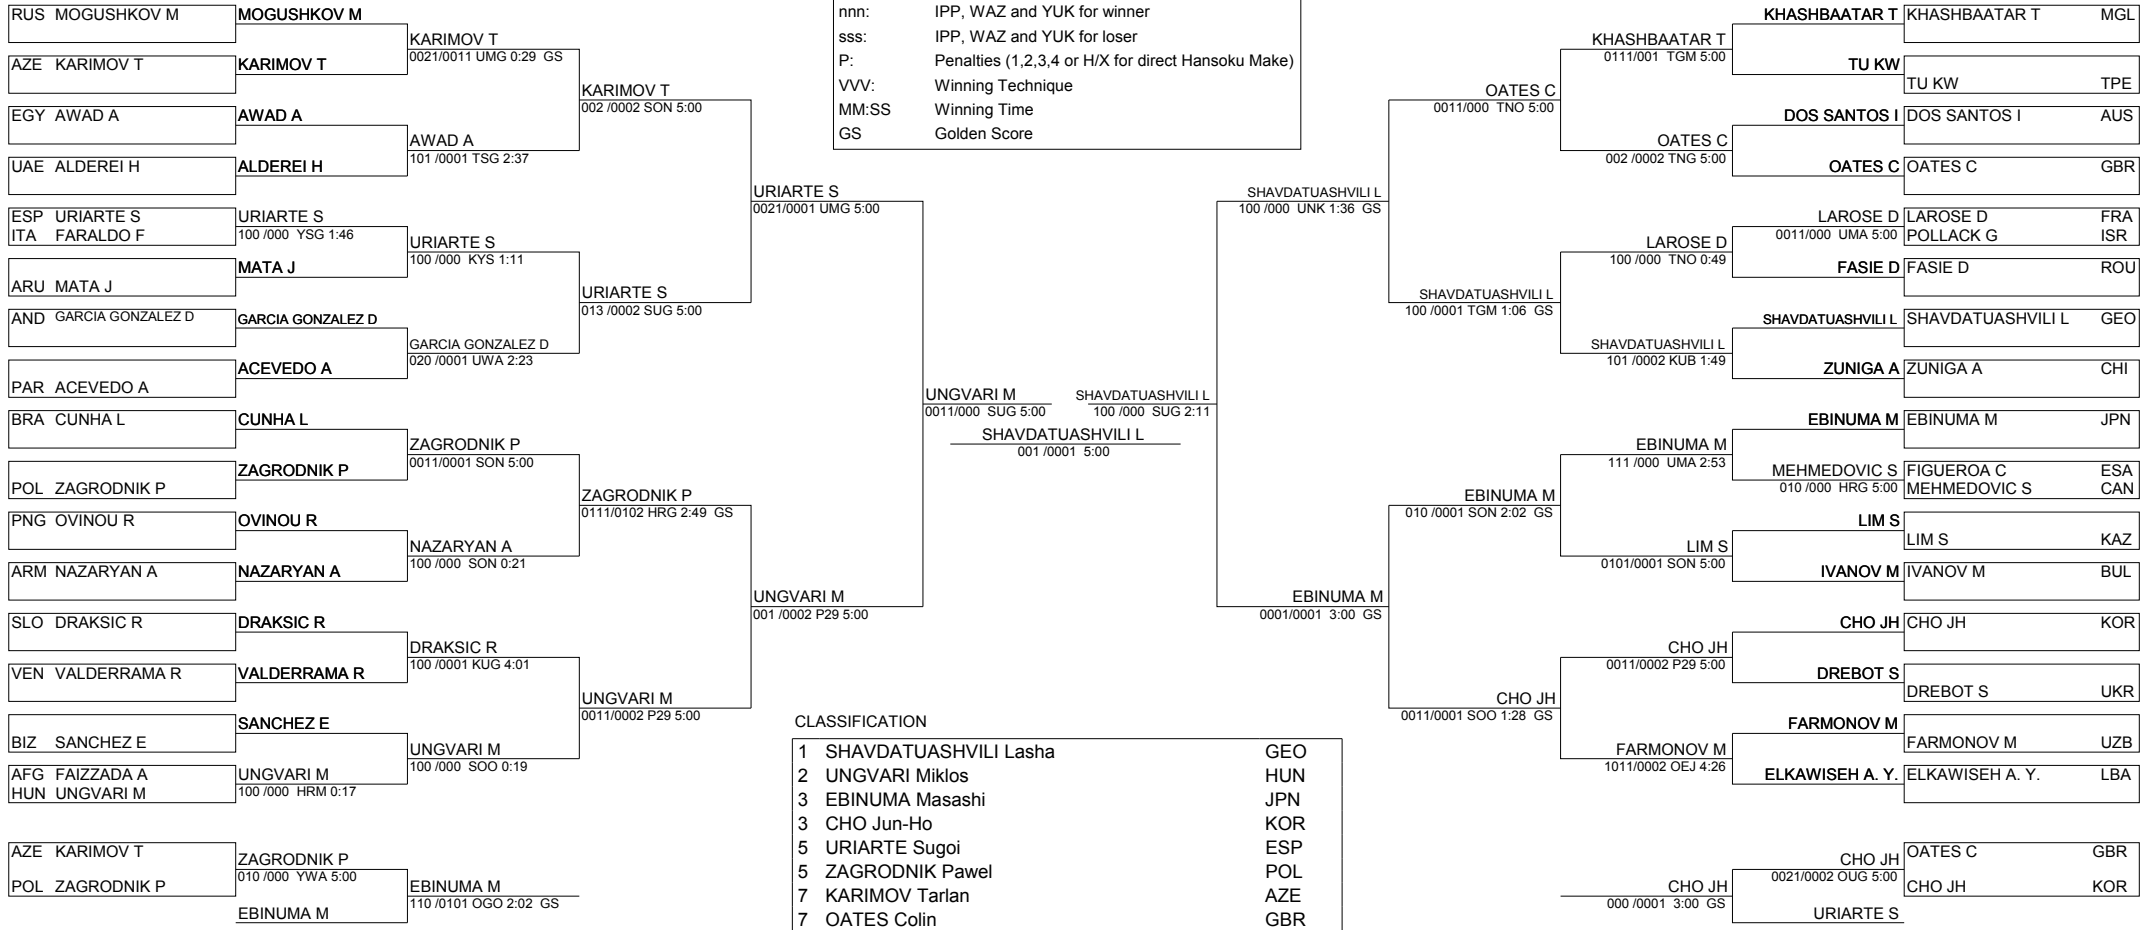 RUS MOGUSHKOV M
AZE KARIMOV T
EGY AWAD A
UAE ALDEREI H
ESP URIARTE S
ITA FARALDO F
ARU MATA J
AND GARCIA GONZALEZ D
PAR ACEVEDO A
BRA CUNHA L
POL ZAGRODNIK P
PNG OVINOU R
ARM NAZARYAN A
SLO DRAKSIC R
VEN VALDERRAMA R
BIZ SANCHEZ E
AFG FAIZZADA A
HUN UNGVARI M
MOGUSHKOV M
KARIMOV T
AWAD A
ALDEREI H
URIARTE S
100 /000 YSG 1:46
MATA J
GARCIA GONZALEZ D
ACEVEDO A
CUNHA L
ZAGRODNIK P
OVINOU R
NAZARYAN A
DRAKSIC R
VALDERRAMA R
SANCHEZ E
UNGVARI M
100 /000 HRM 0:17
KARIMOV T
0021/0011 UMG 0:29 GS
AWAD A
101 /0001 TSG 2:37
URIARTE S
100 /000 KYS 1:11
GARCIA GONZALEZ D
020 /0001 UWA 2:23
ZAGRODNIK P
0011/0001 SON 5:00
NAZARYAN A
100 /000 SON 0:21
DRAKSIC R
100 /0001 KUG 4:01
UNGVARI M
100 /000 SOO 0:19
KARIMOV T
002 /0002 SON 5:00
URIARTE S
013 /0002 SUG 5:00
ZAGRODNIK P
0111/0102 HRG 2:49 GS
UNGVARI M
0011/0002 P29 5:00
URIARTE S
0021/0001 UMG 5:00
UNGVARI M
001 /0002 P29 5:00
UNGVARI M
0011/000 SUG 5:00
nnn: IPP, WAZ and YUK for winner
sss: IPP, WAZ and YUK for loser
P: Penalties (1,2,3,4 or H/X for direct Hansoku Make)
VVV: Winning Technique
MM:SS Winning Time
GS Golden Score
SHAVDATUASHVILI L
100 /000 SUG 2:11
SHAVDATUASHVILI L
001 /0001 5:00
SHAVDATUASHVILI L
100 /000 UNK 1:36 GS
EBINUMA M
0001/0001 3:00 GS
OATES C
0011/000 TNO 5:00
SHAVDATUASHVILI L
100 /0001 TGM 1:06 GS
EBINUMA M
010 /0001 SON 2:02 GS
CHO JH
0011/0001 SOO 1:28 GS
KHASHBAATAR T
0111/001 TGM 5:00
OATES C
002 /0002 TNG 5:00
LAROSE D
100 /000 TNO 0:49
SHAVDATUASHVILI L
101 /0002 KUB 1:49
EBINUMA M
111 /000 UMA 2:53
LIM S
0101/0001 SON 5:00
CHO JH
0011/0002 P29 5:00
FARMONOV M
1011/0002 OEJ 4:26
KHASHBAATAR T
TU KW
DOS SANTOS I
OATES C
LAROSE D
0011/000 UMA 5:00
FASIE D
SHAVDATUASHVILI L
ZUNIGA A
EBINUMA M
MEHMEDOVIC S
010 /000 HRG 5:00
LIM S
IVANOV M
CHO JH
DREBOT S
FARMONOV M
ELKAWISEH A. Y.
KHASHBAATAR T MGL
TU KW TPE
DOS SANTOS I AUS
OATES C GBR
LAROSE D FRA
POLLACK G ISR
FASIE D ROU
SHAVDATUASHVILI L GEO
ZUNIGA A CHI
EBINUMA M JPN
FIGUEROA C ESA
MEHMEDOVIC S CAN
LIM S KAZ
IVANOV M BUL
CHO JH KOR
DREBOT S UKR
FARMONOV M UZB
ELKAWISEH A. Y. LBA
AZE KARIMOV T
POL ZAGRODNIK P
ZAGRODNIK P
010 /000 YWA 5:00
EBINUMA M
EBINUMA M
110 /0101 OGO 2:02 GS
CLASSIFICATION
1 SHAVDATUASHVILI Lasha GEO
2 UNGVARI Miklos HUN
3 EBINUMA Masashi JPN
3 CHO Jun-Ho KOR
5 URIARTE Sugoi ESP
5 ZAGRODNIK Pawel POL
7 KARIMOV Tarlan AZE
7 OATES Colin GBR
CHO JH
000 /0001 3:00 GS
CHO JH
0021/0002 OUG 5:00
URIARTE S
OATES C GBR
CHO JH KOR